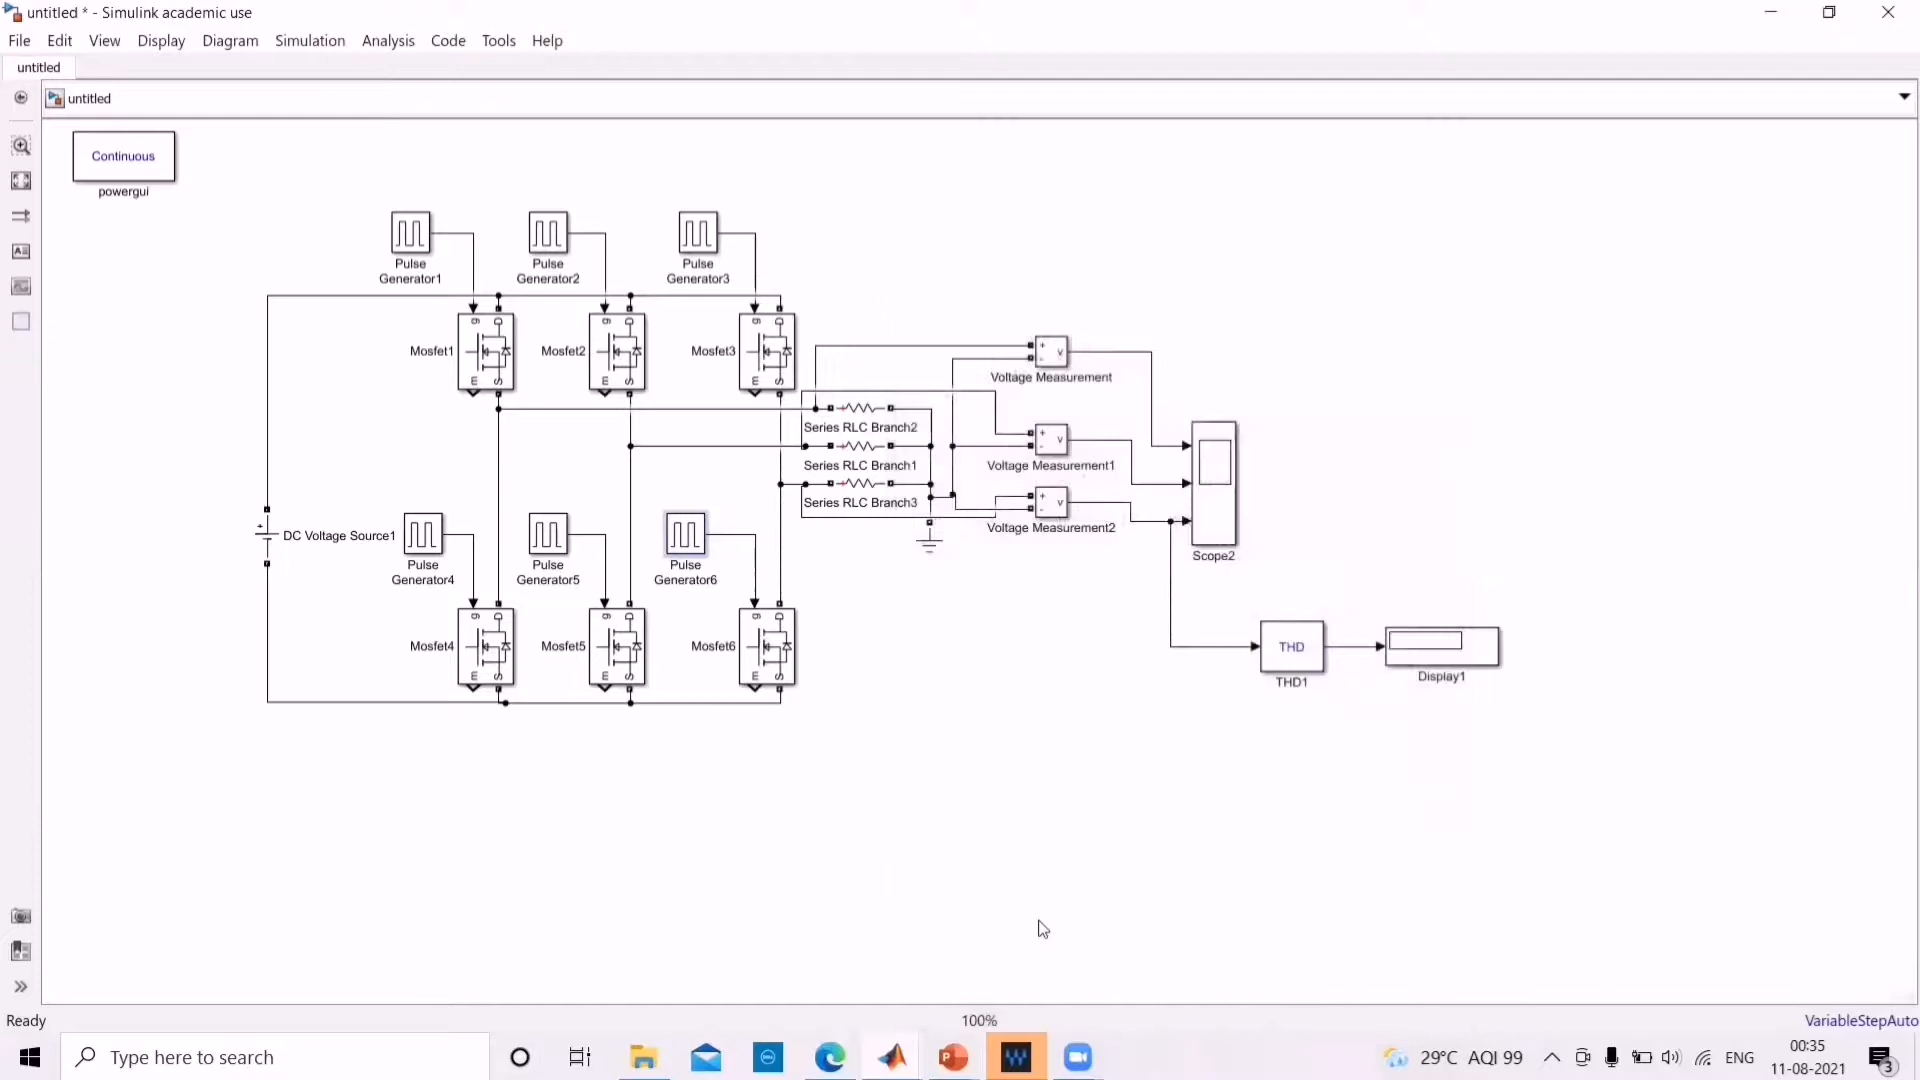 untitled * - Simulink academic use
File Edit View Display Diagram Simulation Analysis Code Tools Help
untitled
untitled
Continuous
powergui
Pulse
Generator1
Pulse
Generator2
Pulse
Generator3
g D
g D
g D
Mosfet1
Mosfet2
Mosfet3
m S
m S
m S
+
-
v
Voltage Measurement
+
Series RLC Branch2
+
-
v
Voltage Measurement1
+
Series RLC Branch1
+
Series RLC Branch3
+
-
v
Voltage Measurement2
Scope2
+
DC Voltage Source1
Pulse
Generator4
Pulse
Generator5
Pulse
Generator6
g D
g D
g D
Mosfet4
Mosfet5
Mosfet6
m S
m S
m S
THD
THD1
Display1
Ready
100%
VariableStepAuto
Type here to search
29°C AQI 99
ENG
00:35
11-08-2021
3